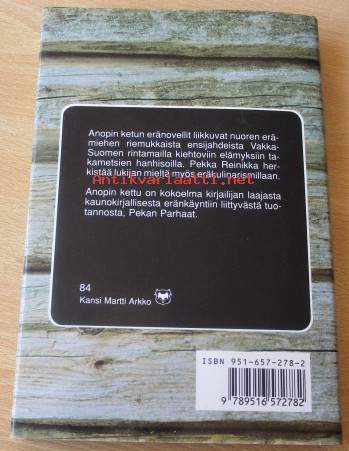 Anopin ketun eränovellit liikkuvat nuoren erä-
miehen riemukkaista ensijahdeista Vakka-
Suomen rintamailla kiehtoviin elämyksiin ta-
kametsien hanhisoilla. Pekka Reinikka her-
kistää lukijan mieltä myös eräkulinarismillaan.
Antikvariaatti.net
Anopin kettu on kokoelma kirjailijan laajasta
kaunokirjallisesta eränkäyntiin liittyvästä tuo-
tannosta, Pekan Parhaat.
84
Kansi Martti Arkko
ISBN 951-657-278-2
9 789516 572782